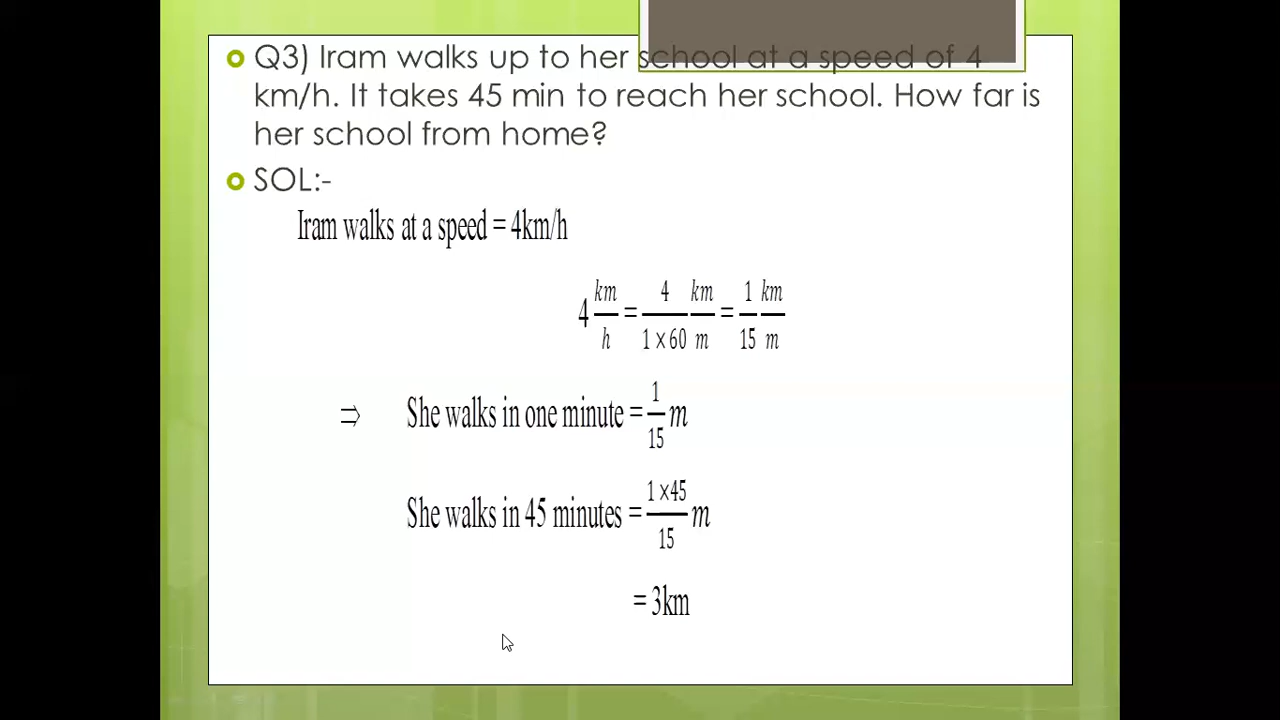 Q3) Iram walks up to her school at a speed of 4
km/h. It takes 45 min to reach her school. How far is
her school from home?
SOL:-
Iram walks at a speed = 4km/h
4 km/h = 4/(1 × 60) km/m = 1/15 km/m
⇒ She walks in one minute = 1/15 m
She walks in 45 minutes = (1 × 45)/15 m
= 3km